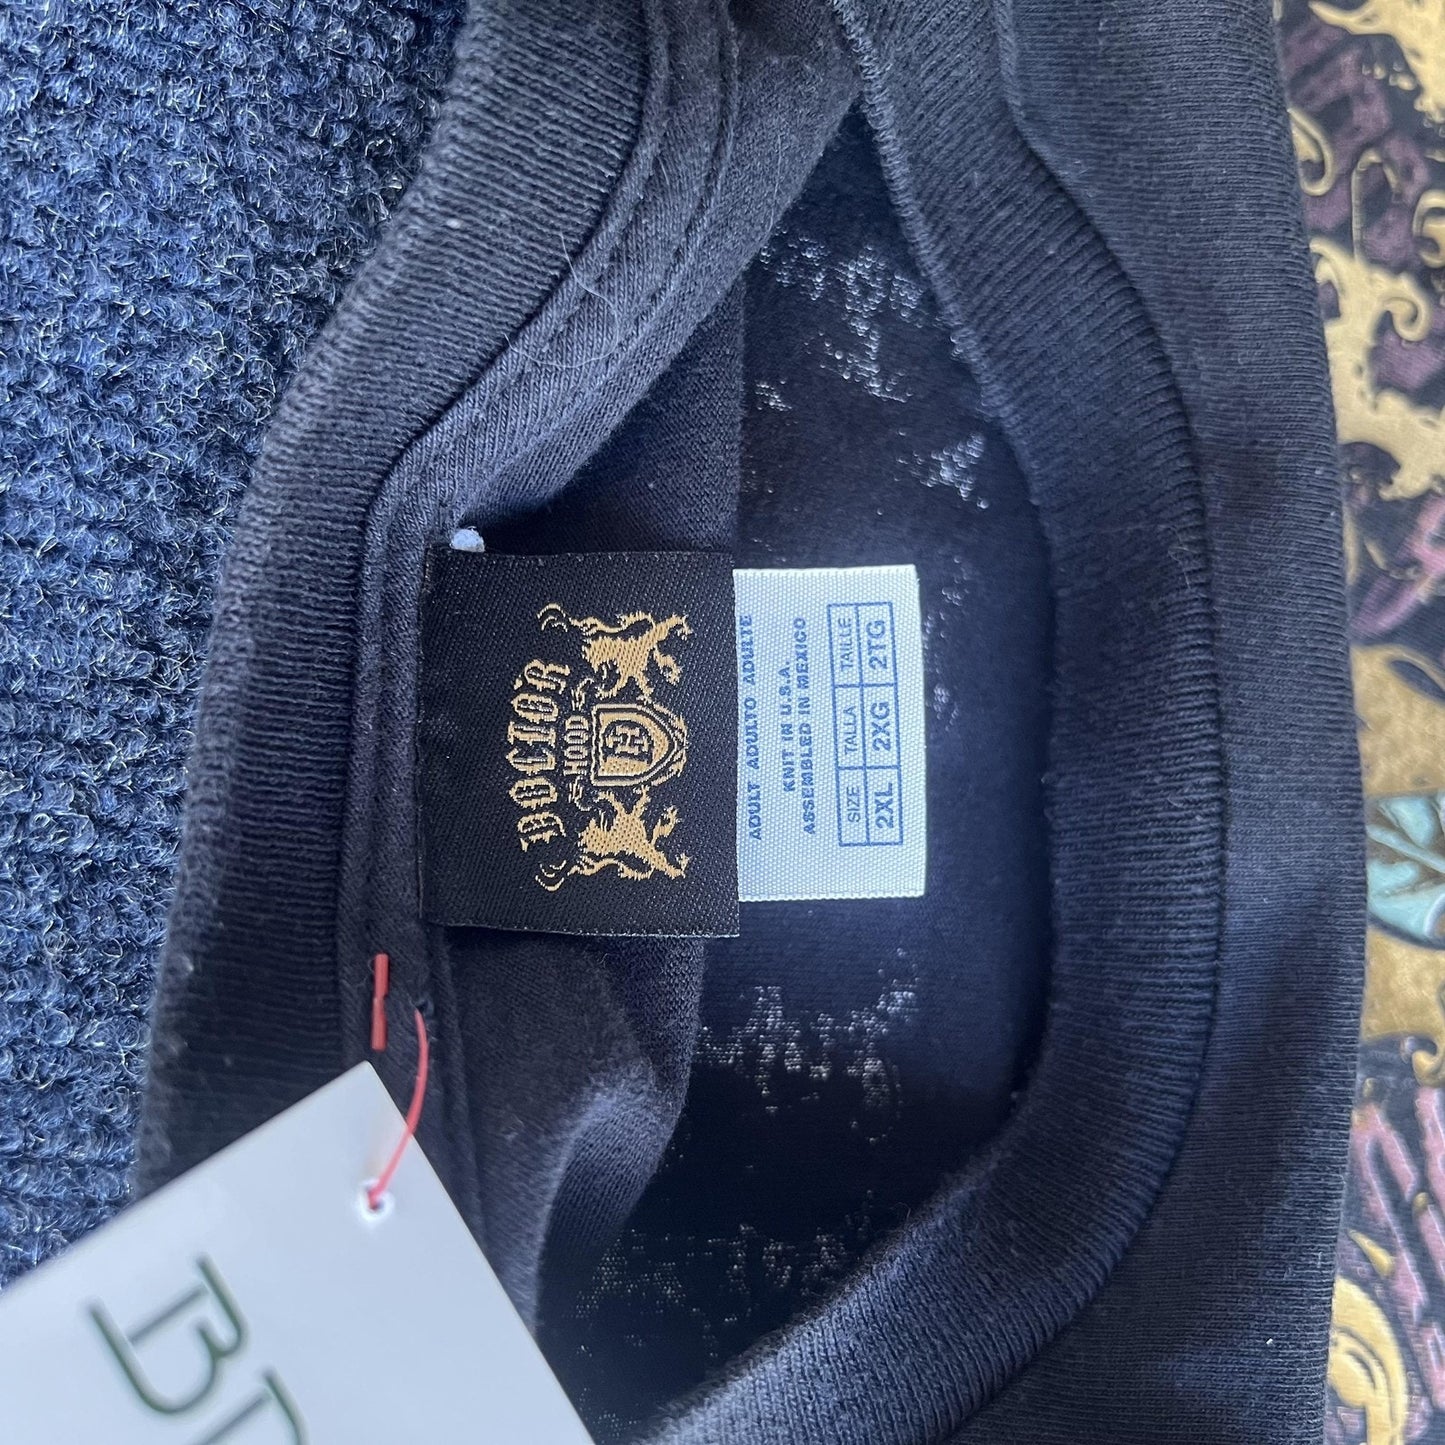 DOCTOR
HOOD
H
ADULT ADULTO ADULTE
KNIT IN U.S.A.
ASSEMBLED IN MEXICO
SIZE TALLA TAILLE
2XL 2XG 2TG